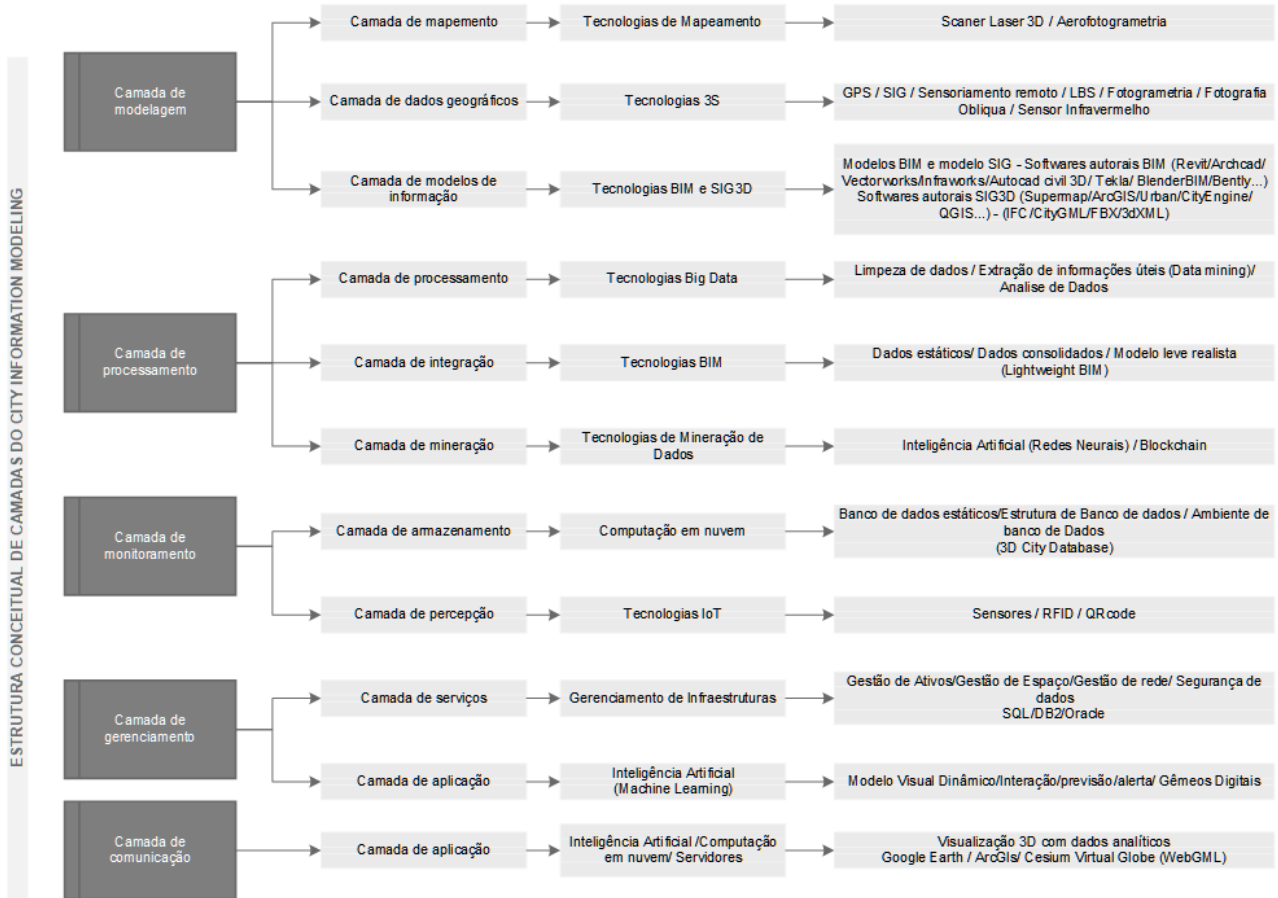 ESTRUTURA CONCEITUAL DE CAMADAS DO CITY INFORMATION MODELING
Camada de
modelagem
Camada de mapemento
Tecnologias de Mapeamento
Scaner Laser 3D / Aerofotogrametria
Camada de dados geográficos
Tecnologias 3S
GPS / SIG / Sensoriamento remoto / LBS / Fotogrametria / Fotografia
Obliqua / Sensor Infravermelho
Camada de modelos de
informação
Tecnologias BIM e SIG3D
Modelos BIM e modelo SIG - Softwares autorais BIM (Revit/Archcad/
Vectorworks/Infraworks/Autocad civil 3D/ Tekla/ BlenderBIM/Bently...)
Softwares autorais SIG3D (Supermap/ArcGIS/Urban/CityEngine/
QGIS...) - (IFC/CityGML/FBX/3dXML)
Camada de
processamento
Camada de processamento
Tecnologias Big Data
Limpeza de dados / Extração de informações úteis (Data mining)/
Analise de Dados
Camada de integração
Tecnologias BIM
Dados estáticos/ Dados consolidados / Modelo leve realista
(Lightweight BIM)
Camada de mineração
Tecnologias de Mineração de
Dados
Inteligência Artificial (Redes Neurais) / Blockchain
Camada de
monitoramento
Camada de armazenamento
Computação em nuvem
Banco de dados estáticos/Estrutura de Banco de dados / Ambiente de
banco de Dados
(3D City Database)
Camada de percepção
Tecnologias IoT
Sensores / RFID / QRcode
Camada de
gerenciamento
Camada de serviços
Gerenciamento de Infraestruturas
Gestão de Ativos/Gestão de Espaço/Gestão de rede/ Segurança de
dados
SQL/DB2/Oracle
Camada de aplicação
Inteligência Artificial
(Machine Learning)
Modelo Visual Dinâmico/Interação/previsão/alerta/ Gêmeos Digitais
Camada de
comunicação
Camada de aplicação
Inteligência Artificial /Computação
em nuvem/ Servidores
Visualização 3D com dados analíticos
Google Earth / ArcGIs/ Cesium Virtual Globe (WebGML)